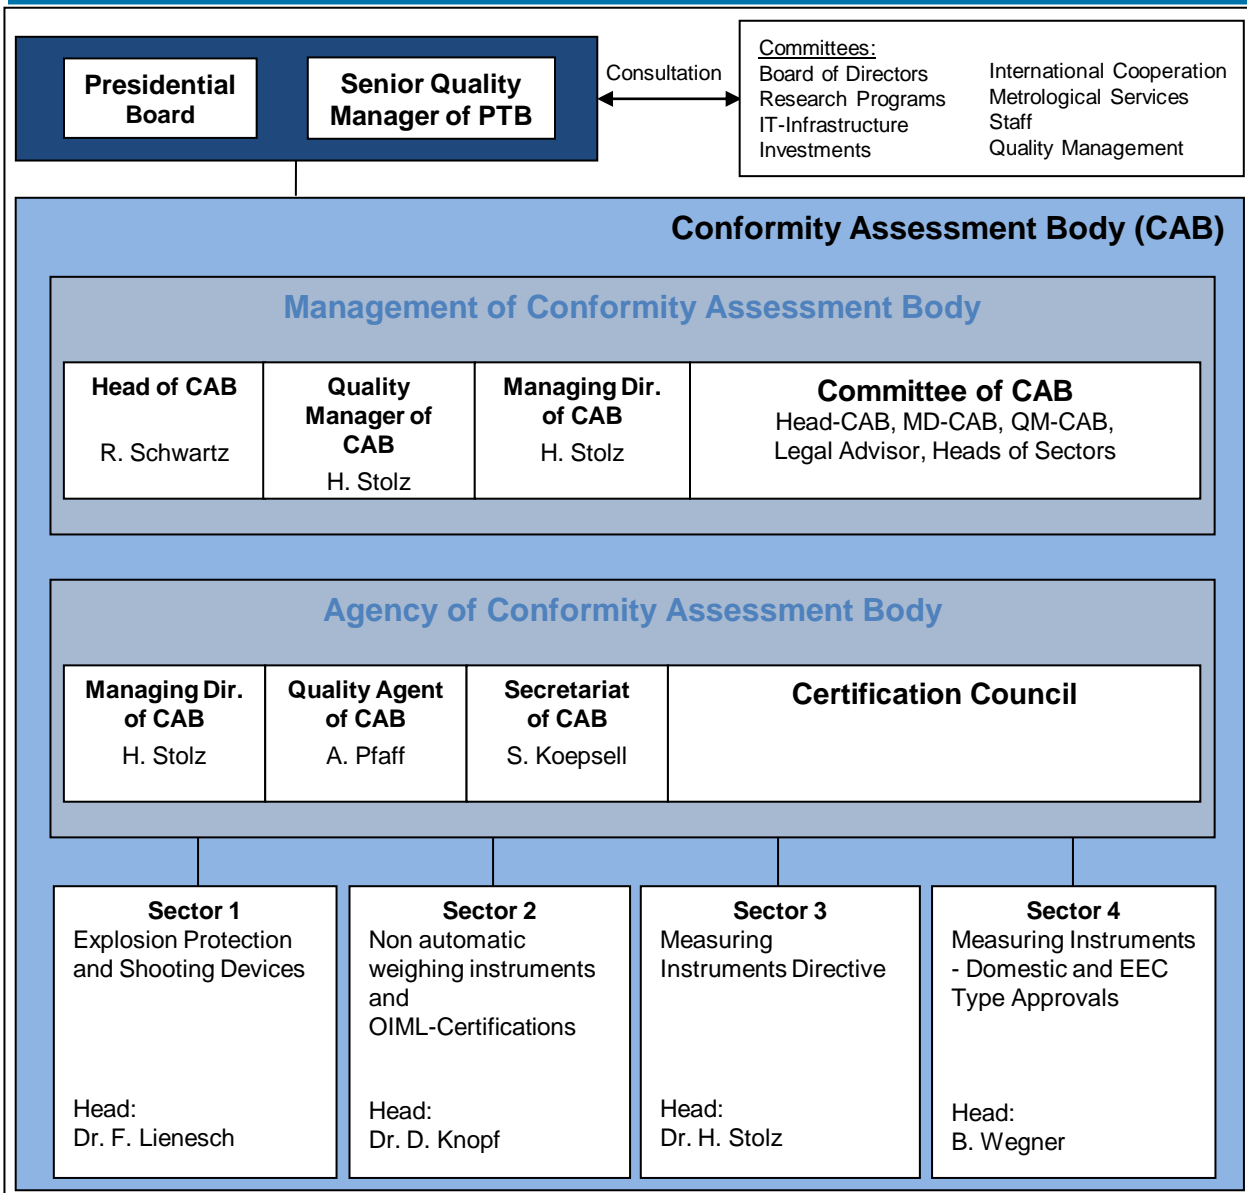 Presidential
Board
Senior Quality
Manager of PTB
Consultation
Committees:
Board of Directors
Research Programs
IT-Infrastructure
Investments
International Cooperation
Metrological Services
Staff
Quality Management
Conformity Assessment Body (CAB)
Management of Conformity Assessment Body
Head of CAB
R. Schwartz
Quality
Manager of
CAB
H. Stolz
Managing Dir.
of CAB
H. Stolz
Committee of CAB
Head-CAB, MD-CAB, QM-CAB,
Legal Advisor, Heads of Sectors
Agency of Conformity Assessment Body
Managing Dir.
of CAB
H. Stolz
Quality Agent
of CAB
A. Pfaff
Secretariat
of CAB
S. Koepsell
Certification Council
Sector 1
Explosion Protection
and Shooting Devices
Head:
Dr. F. Lienesch
Sector 2
Non automatic
weighing instruments
and
OIML-Certifications
Head:
Dr. D. Knopf
Sector 3
Measuring
Instruments Directive
Head:
Dr. H. Stolz
Sector 4
Measuring Instruments
- Domestic and EEC
Type Approvals
Head:
B. Wegner